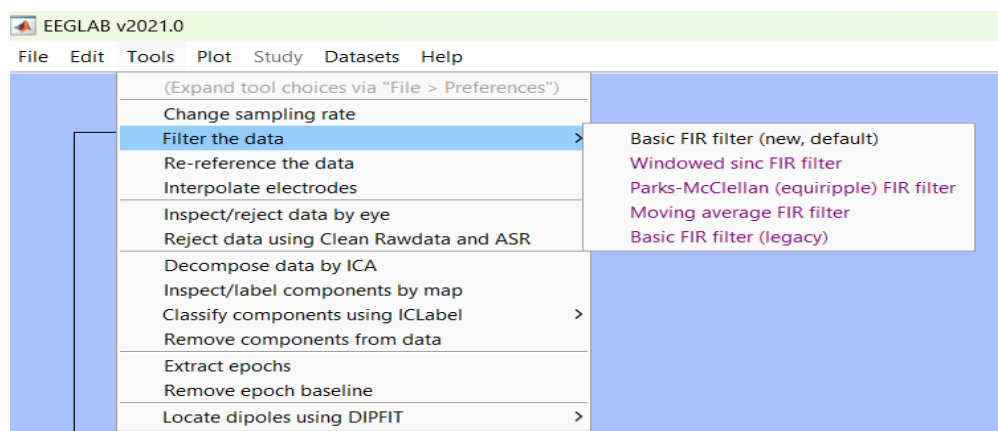 EEGLAB v2021.0
File Edit Tools Plot Study Datasets Help
(Expand tool choices via "File > Preferences")
Change sampling rate
Filter the data >
Re-reference the data
Interpolate electrodes
Inspect/reject data by eye
Reject data using Clean Rawdata and ASR
Decompose data by ICA
Inspect/label components by map
Classify components using ICLabel >
Remove components from data
Extract epochs
Remove epoch baseline
Locate dipoles using DIPFIT >
Basic FIR filter (new, default)
Windowed sinc FIR filter
Parks-McClellan (equiripple) FIR filter
Moving average FIR filter
Basic FIR filter (legacy)